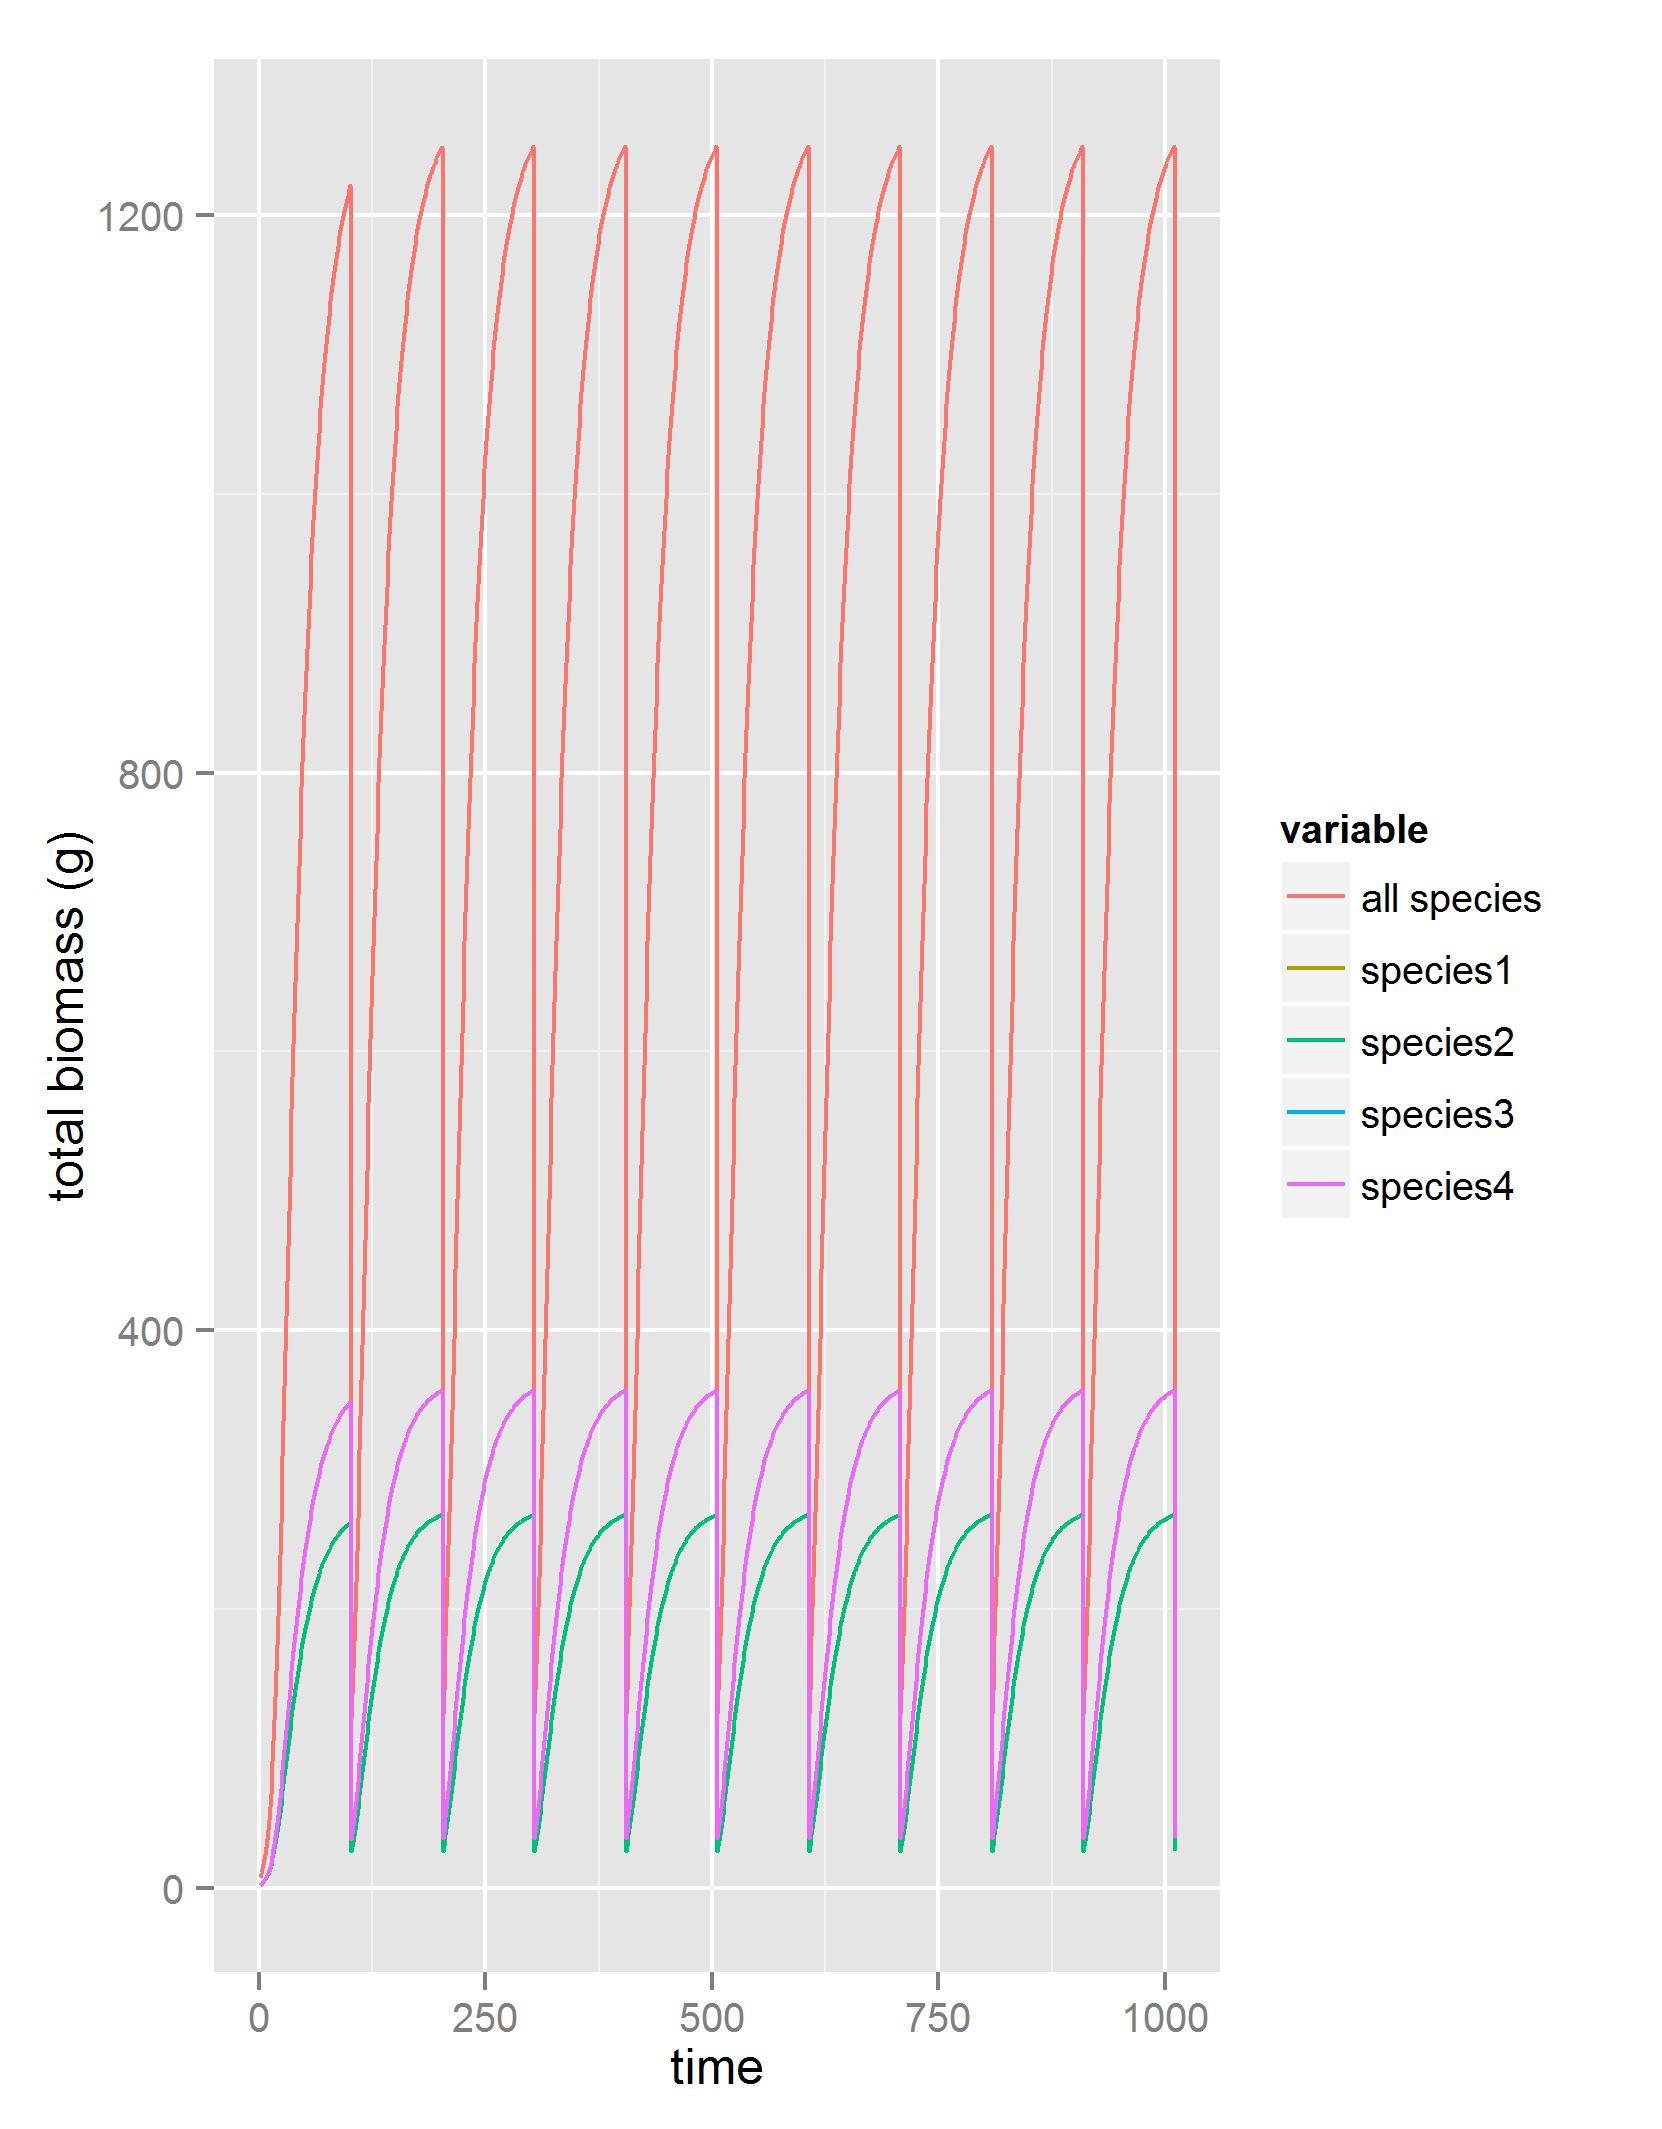 total biomass (g)
1200
800
400
0
0 250 500 750 1000
time
variable
all species
species1
species2
species3
species4